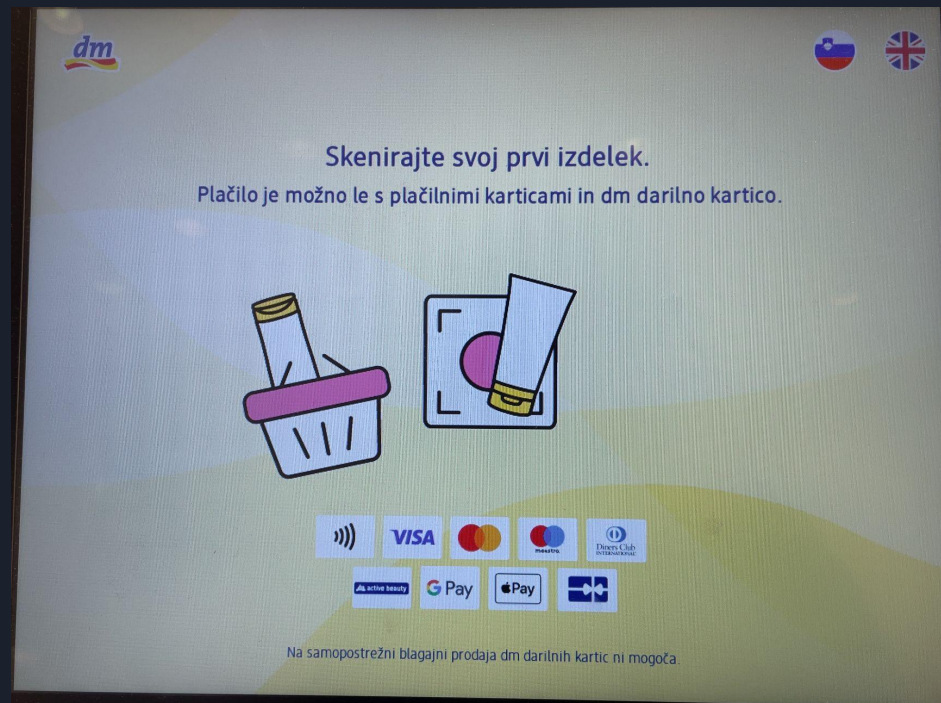 dm
Skenirajte svoj prvi izdelek.
Plačilo je možno le s plačilnimi karticami in dm darilno kartico.
VISA
maestro
Diners Club
INTERNATIONAL
active beauty
G Pay
Pay
Na samopostrežni blagajni prodaja dm darilnih kartic ni mogoča.